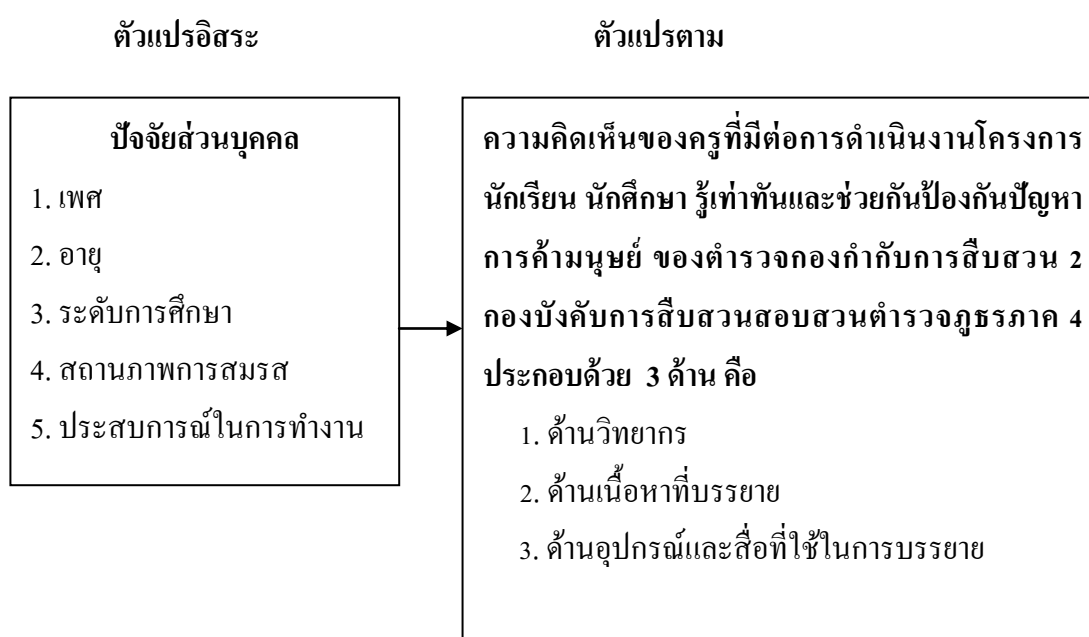 ตัวแปรอิสระ
ตัวแปรตาม
ปัจจัยส่วนบุคคล
1. เพศ
2. อายุ
3. ระดับการศึกษา
4. สถานภาพการสมรส
5. ประสบการณ์ในการทำงาน
ความคิดเห็นของครูที่มีต่อการดำเนินงานโครงการ
นักเรียน นักศึกษา รู้เท่าทันและช่วยกันป้องกันปัญหา
การค้ามนุษย์ ของตำรวจกองกำกับการสืบสวน 2
กองบังคับการสืบสวนสอบสวนตำรวจภูธรภาค 4
ประกอบด้วย 3 ด้าน คือ
1. ด้านวิทยากร
2. ด้านเนื้อหาที่บรรยาย
3. ด้านอุปกรณ์และสื่อที่ใช้ในการบรรยาย